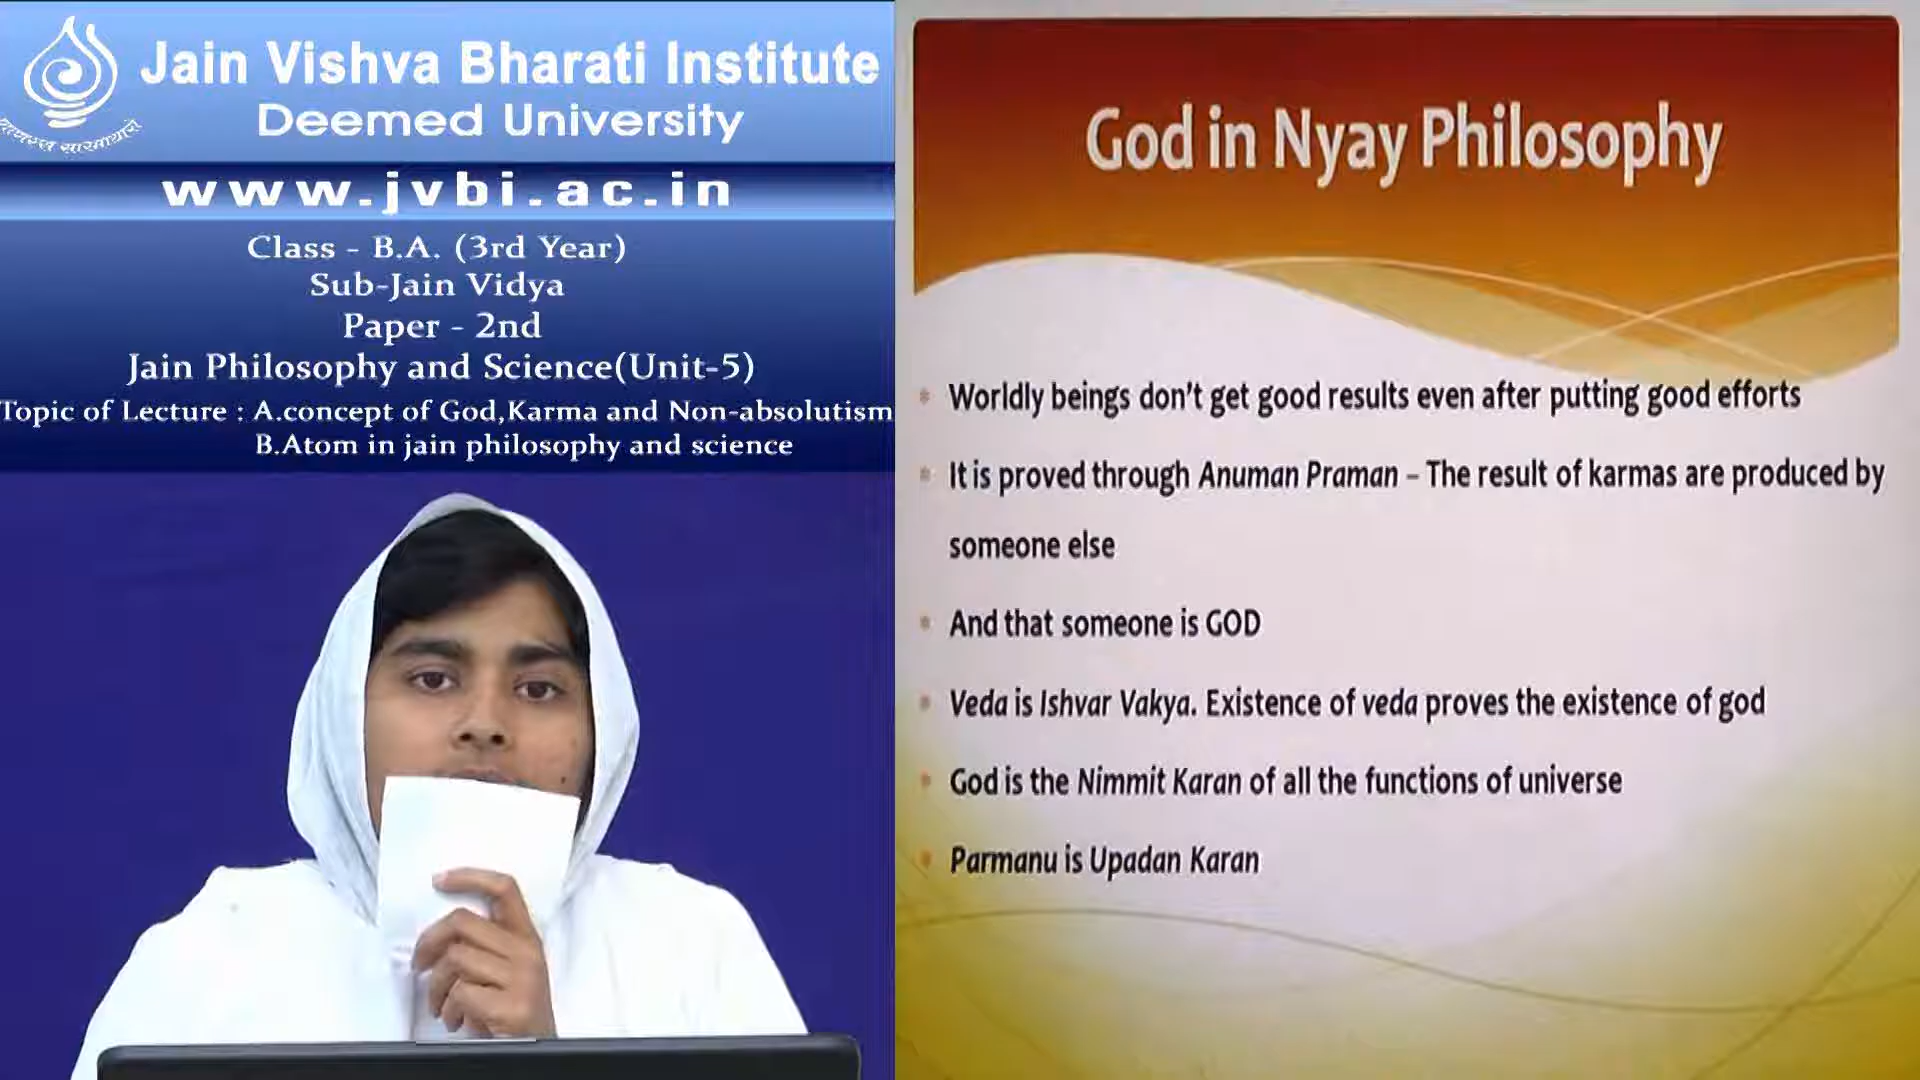 Jain Vishva Bharati Institute
Deemed University
www.jvbi.ac.in
Class - B.A. (3rd Year)
Sub-Jain Vidya
Paper - 2nd
Jain Philosophy and Science(Unit-5)
Topic of Lecture : A.concept of God,Karma and Non-absolutism
B.Atom in jain philosophy and science
God in Nyay Philosophy
Worldly beings don't get good results even after putting good efforts
It is proved through Anuman Praman – The result of karmas are produced by
someone else
And that someone is GOD
Veda is Ishvar Vakya. Existence of veda proves the existence of god
God is the Nimmit Karan of all the functions of universe
Parmanu is Upadan Karan